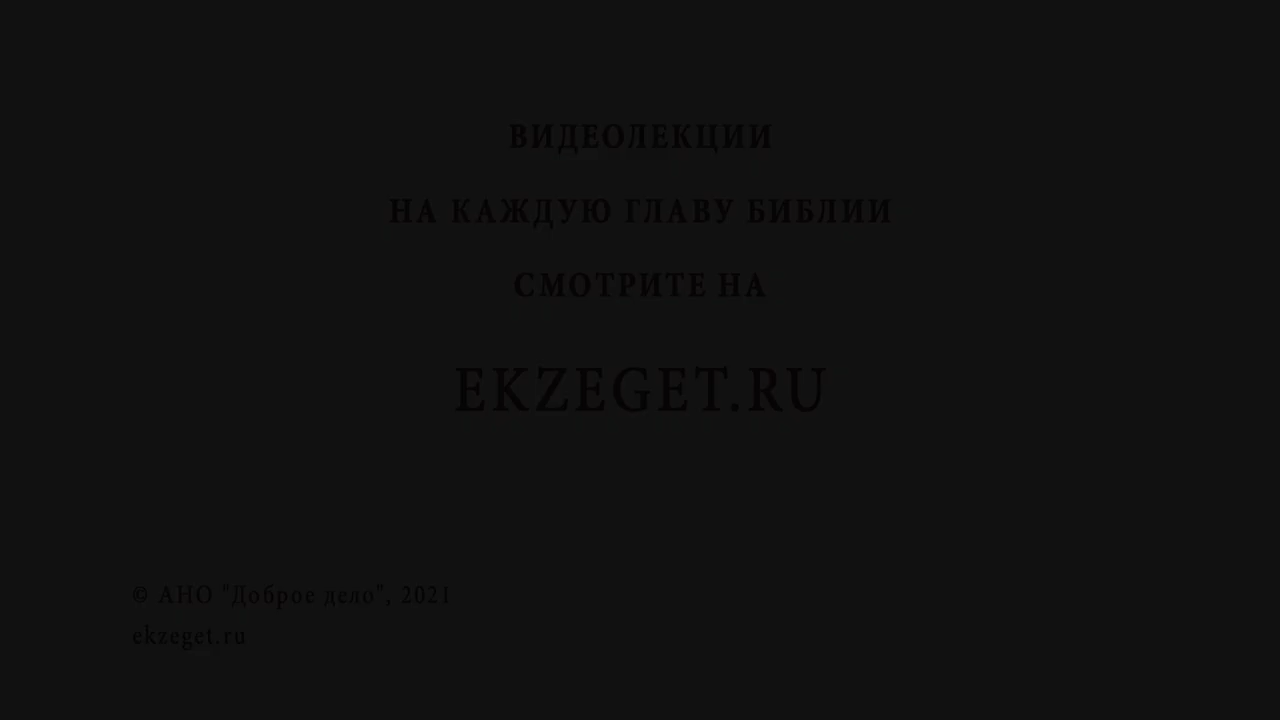 ВИДЕОЛЕКЦИИ
НА КАЖДУЮ ГЛАВУ БИБЛИИ
СМОТРИТЕ НА
EKZEGET.RU
© АНО "Доброе дело", 2021
ekzeget.ru